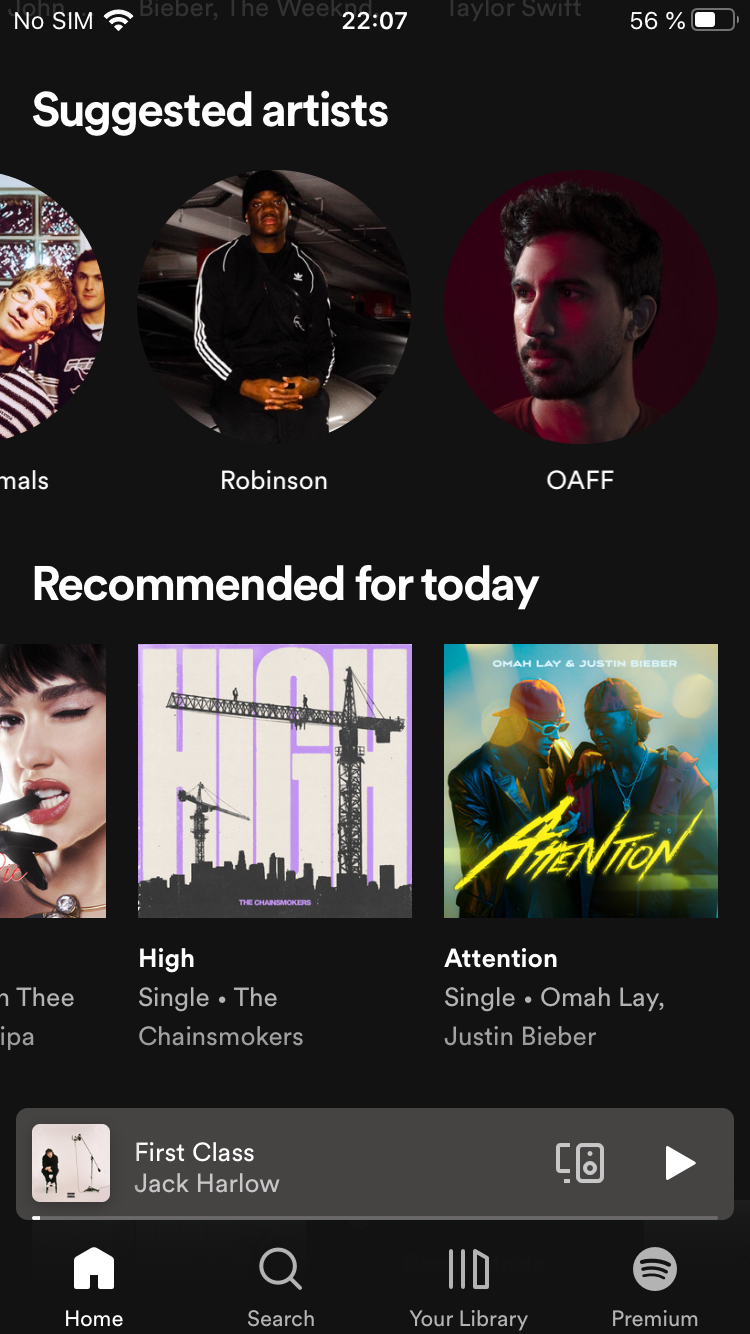 John
Bieber, The Weeknd
Taylor Swift
No SIM
22:07
56 %
Suggested artists
mals
Robinson
OAFF
Recommended for today
HIGH
THE CHAINSMOKERS
OMAH LAY & JUSTIN BIEBER
ATTENTION
High
Attention
n Thee
Single • The
Single • Omah Lay,
ipa
Chainsmokers
Justin Bieber
First Class
Jack Harlow
Home
Search
Your Library
Premium